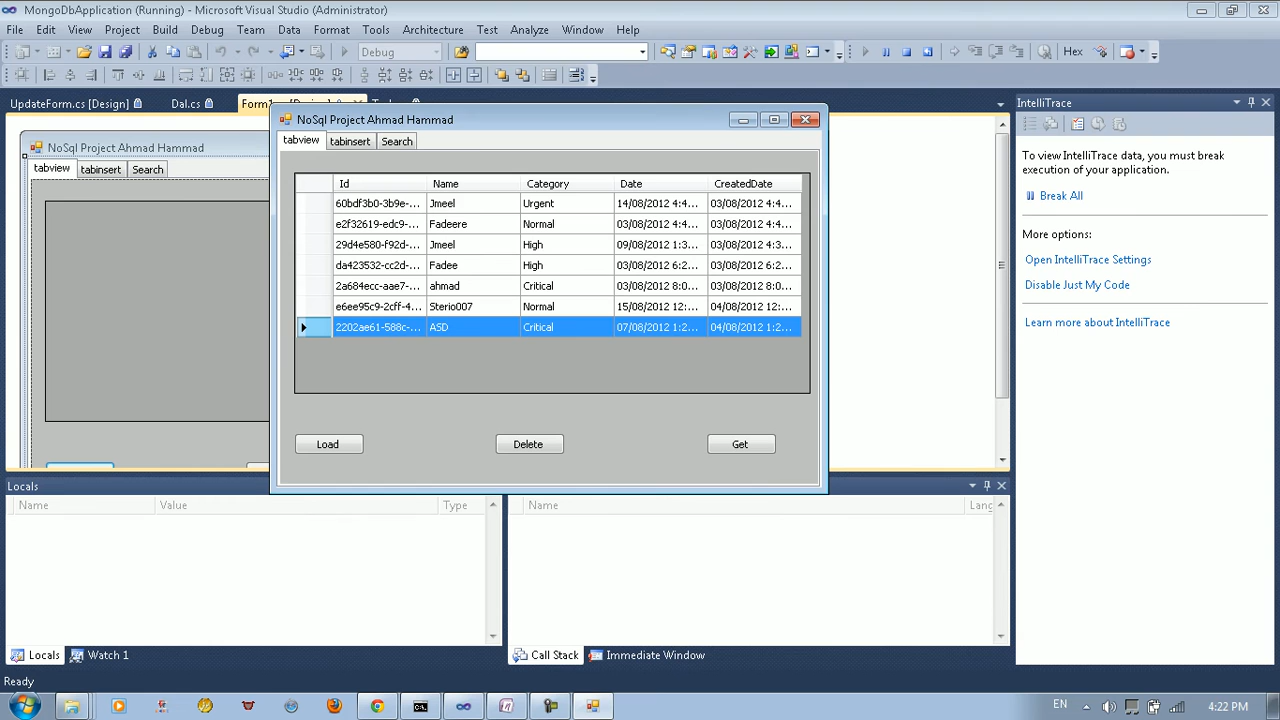 MongoDbApplication (Running) - Microsoft Visual Studio (Administrator)
File Edit View Project Build Debug Team Data Format Tools Architecture Test Analyze Window Help
Debug Hex
UpdateForm.cs [Design] Dal.cs
IntelliTrace
NoSql Project Ahmad Hammad
tabview tabinsert Search
NoSql Project Ahmad Hammad
tabview tabinsert Search
Id Name Category Date CreatedDate
60bdf3b0-3b9e-... Jmeel Urgent 14/08/2012 4:4... 03/08/2012 4:4...
e2f32619-edc9-... Fadeere Normal 03/08/2012 4:4... 03/08/2012 4:4...
29d4e580-f92d-... Jmeel High 09/08/2012 1:3... 03/08/2012 4:3...
da423532-cc2d-... Fadee High 03/08/2012 6:2... 03/08/2012 6:2...
2a684ecc-aae7-... ahmad Critical 03/08/2012 8:0... 03/08/2012 8:0...
e6ee95c9-2cff-4... Sterio007 Normal 15/08/2012 12:... 04/08/2012 12:...
2202ae61-588c-... ASD Critical 07/08/2012 1:2... 04/08/2012 1:2...
Load Delete Get
To view IntelliTrace data, you must break
execution of your application.
Break All
More options:
Open IntelliTrace Settings
Disable Just My Code
Learn more about IntelliTrace
Locals
Name Value Type
Name Lang
Locals Watch 1
Call Stack Immediate Window
Ready
EN 4:22 PM